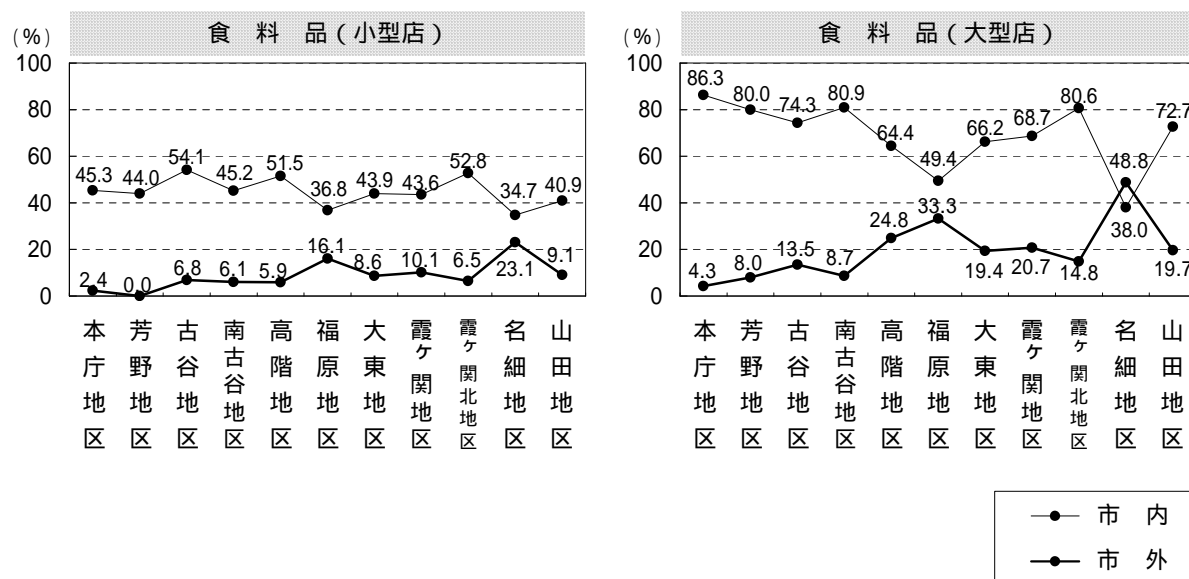 食 料 品（小型店）
(%)
100
80
60
40
20
0
45.3 44.0 54.1 45.2 51.5 36.8 43.9 43.6 52.8 34.7 40.9
2.4 0.0 6.8 6.1 5.9 16.1 8.6 10.1 6.5 23.1 9.1
本庁地区
芳野地区
古谷地区
南古谷地区
高階地区
福原地区
大東地区
霞ヶ関地区
霞ヶ関北地区
名細地区
山田地区
食 料 品（大型店）
(%)
100
80
60
40
20
0
86.3 80.0 74.3 80.9 64.4 49.4 66.2 68.7 80.6 38.0 72.7
4.3 8.0 13.5 8.7 24.8 33.3 19.4 20.7 14.8 48.8 19.7
本庁地区
芳野地区
古谷地区
南古谷地区
高階地区
福原地区
大東地区
霞ヶ関地区
霞ヶ関北地区
名細地区
山田地区
市 内
市 外